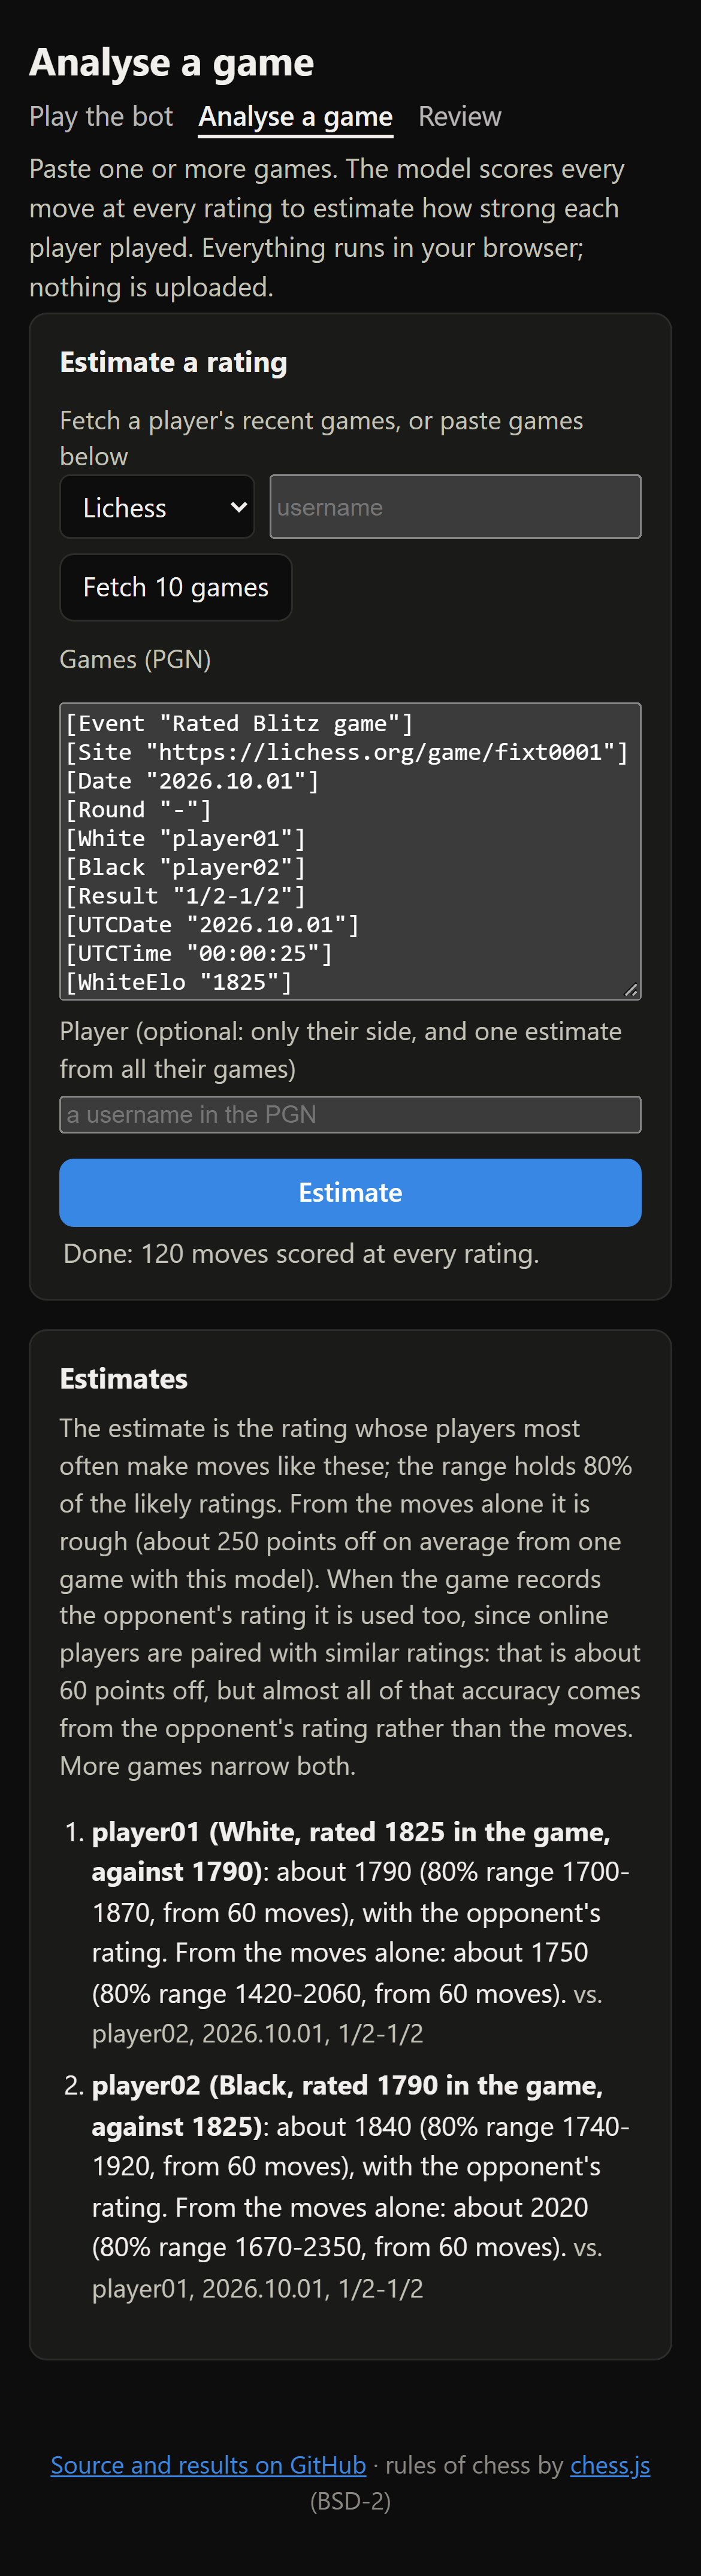 Analyse a game
Play the bot Analyse a game Review
Paste one or more games. The model scores every
move at every rating to estimate how strong each
player played. Everything runs in your browser;
nothing is uploaded.
Estimate a rating
Fetch a player's recent games, or paste games
below
Lichess username
Fetch 10 games
Games (PGN)
[Event "Rated Blitz game"]
[Site "https://lichess.org/game/fixt0001"]
[Date "2026.10.01"]
[Round "-"]
[White "player01"]
[Black "player02"]
[Result "1/2-1/2"]
[UTCDate "2026.10.01"]
[UTCTime "00:00:25"]
[WhiteElo "1825"]
Player (optional: only their side, and one estimate
from all their games)
a username in the PGN
Estimate
Done: 120 moves scored at every rating.
Estimates
The estimate is the rating whose players most
often make moves like these; the range holds 80%
of the likely ratings. From the moves alone it is
rough (about 250 points off on average from one
game with this model). When the game records
the opponent's rating it is used too, since online
players are paired with similar ratings: that is about
60 points off, but almost all of that accuracy comes
from the opponent's rating rather than the moves.
More games narrow both.
1. player01 (White, rated 1825 in the game,
against 1790): about 1790 (80% range 1700-
1870, from 60 moves), with the opponent's
rating. From the moves alone: about 1750
(80% range 1420-2060, from 60 moves). vs.
player02, 2026.10.01, 1/2-1/2
2. player02 (Black, rated 1790 in the game,
against 1825): about 1840 (80% range 1740-
1920, from 60 moves), with the opponent's
rating. From the moves alone: about 2020
(80% range 1670-2350, from 60 moves). vs.
player01, 2026.10.01, 1/2-1/2
Source and results on GitHub · rules of chess by chess.js
(BSD-2)